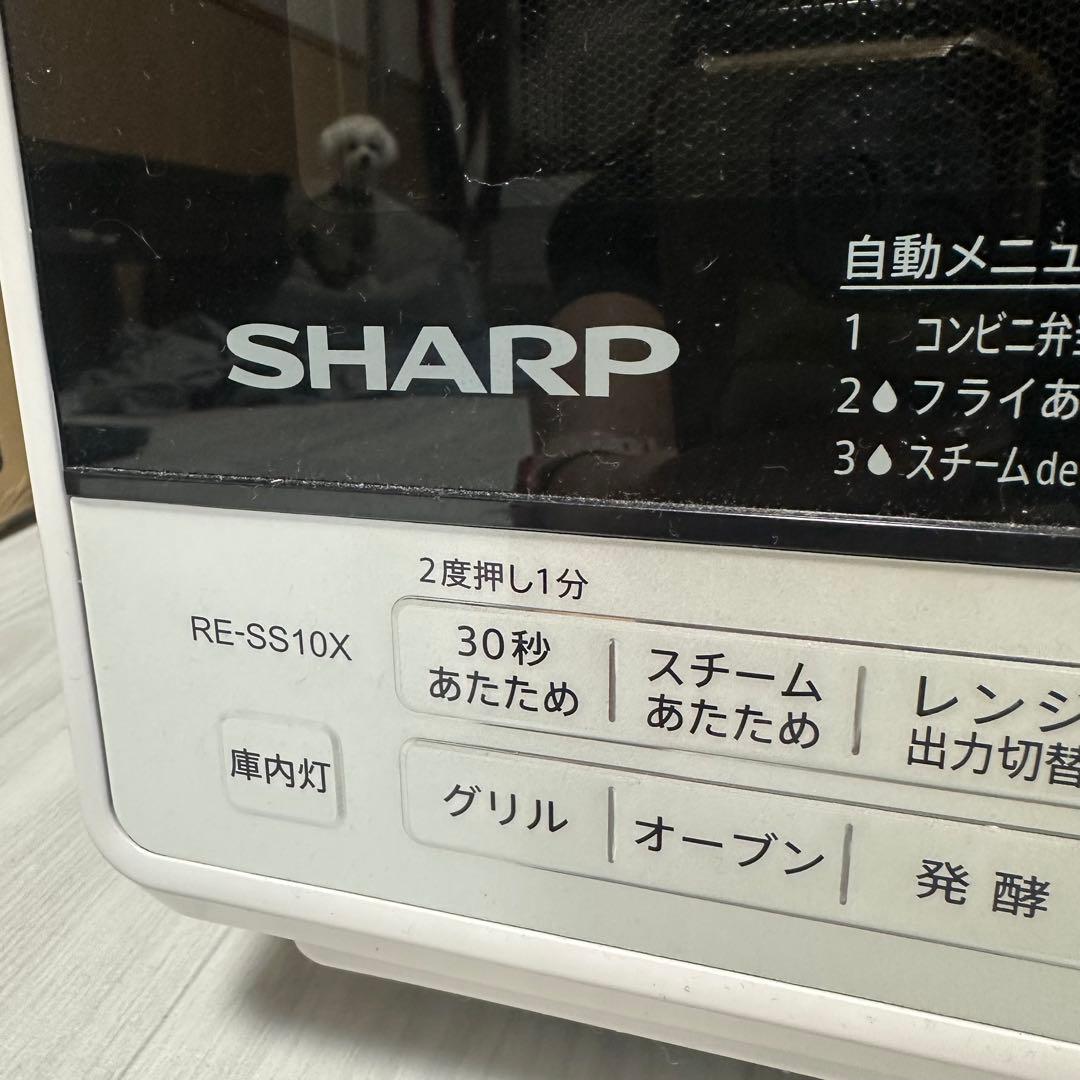 自動メニュ
1 コンビニ弁
2 フライあ
3 スチームde
SHARP
2度押し1分
RE-SS10X
30秒
あたため
スチーム
あたため
レンジ
出力切替
庫内灯
グリル
オーブン
発酵